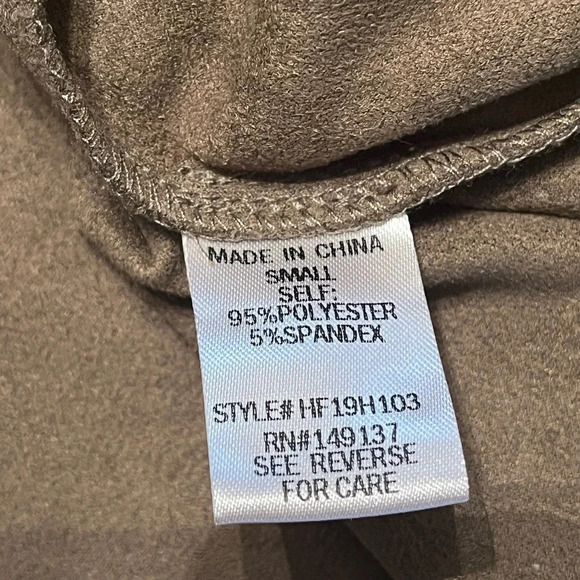 MADE IN CHINA
SMALL
SELF:
95%POLYESTER
5%SPANDEX
STYLE# HF19H103
RN#149137
SEE REVERSE
FOR CARE